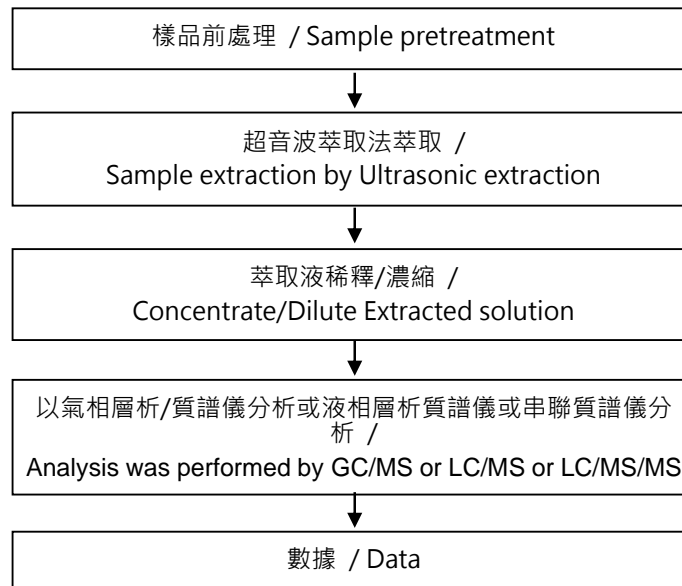 樣品前處理 / Sample pretreatment
超音波萃取法萃取 /
Sample extraction by Ultrasonic extraction
萃取液稀釋/濃縮 /
Concentrate/Dilute Extracted solution
以氣相層析/質譜儀分析或液相層析質譜儀或串聯質譜儀分
析 /
Analysis was performed by GC/MS or LC/MS or LC/MS/MS
數據 / Data